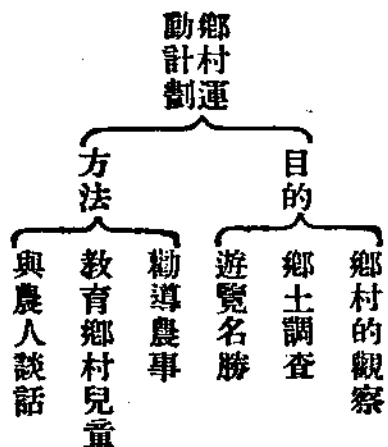 鄉村運
動計劃
目的
鄉村的觀察
鄉土調查
遊覽名勝
方法
勸導農事
教育鄉村兒童
與農人談話